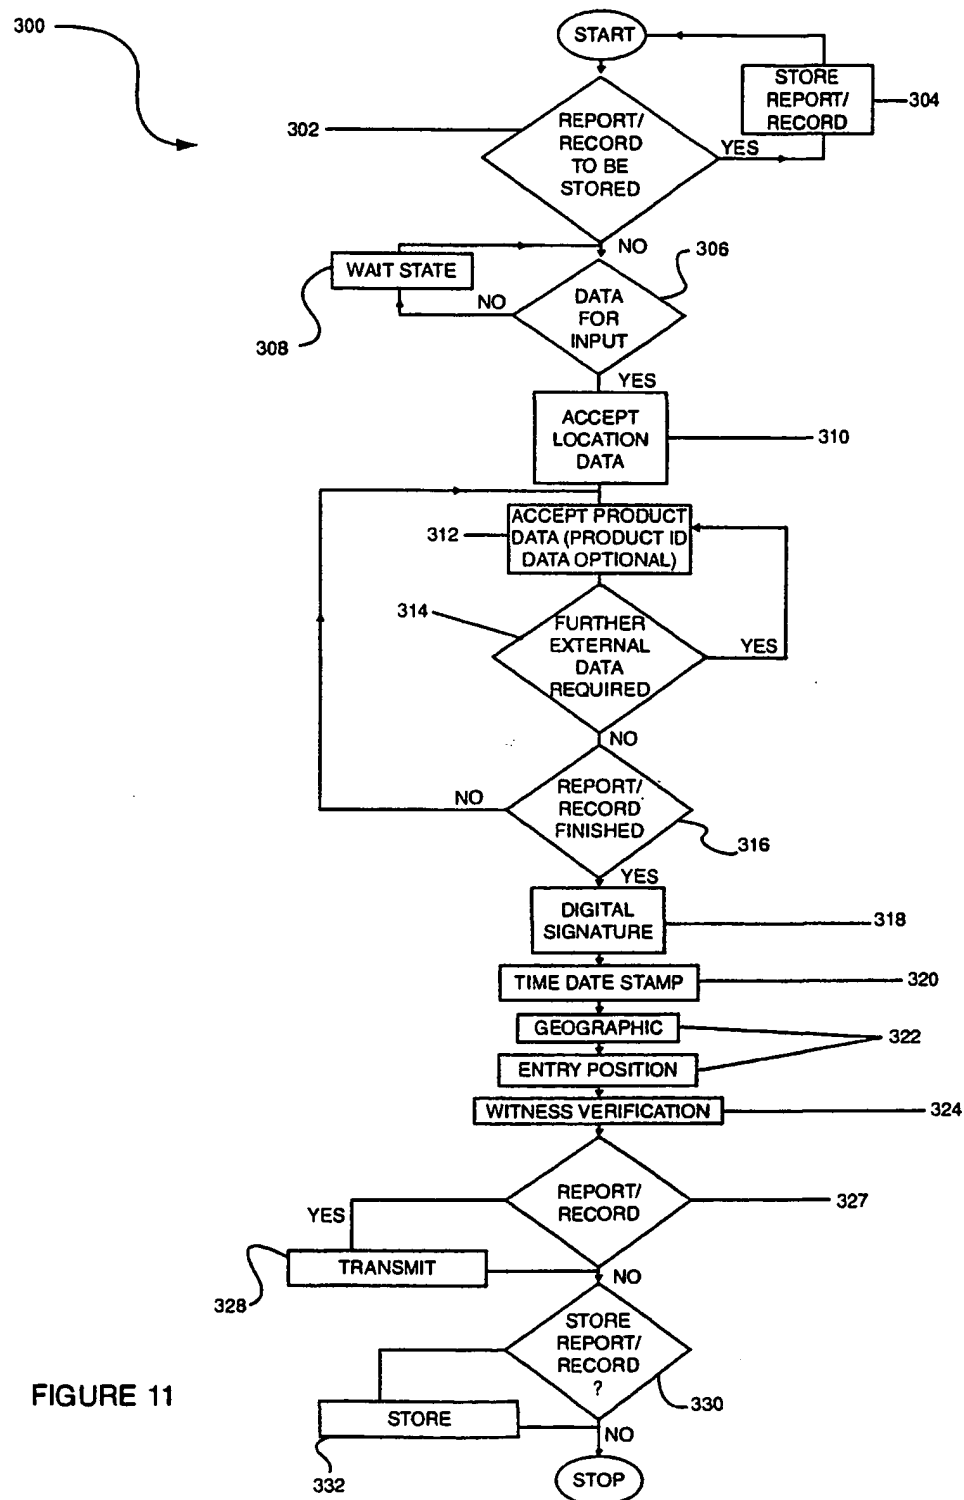 300
START
STORE
REPORT/
RECORD
304
302
REPORT/
RECORD
TO BE
STORED
YES
NO
WAIT STATE
306
NO
DATA
FOR
INPUT
308
YES
ACCEPT
LOCATION
DATA
310
312
ACCEPT PRODUCT
DATA (PRODUCT ID
DATA OPTIONAL)
314
FURTHER
EXTERNAL
DATA
REQUIRED
YES
NO
NO
REPORT/
RECORD
FINISHED
316
YES
DIGITAL
SIGNATURE
318
TIME DATE STAMP
320
GEOGRAPHIC
322
ENTRY POSITION
WITNESS VERIFICATION
324
REPORT/
RECORD
327
YES
TRANSMIT
328
NO
STORE
REPORT/
RECORD
?
330
FIGURE 11
STORE
332
NO
STOP